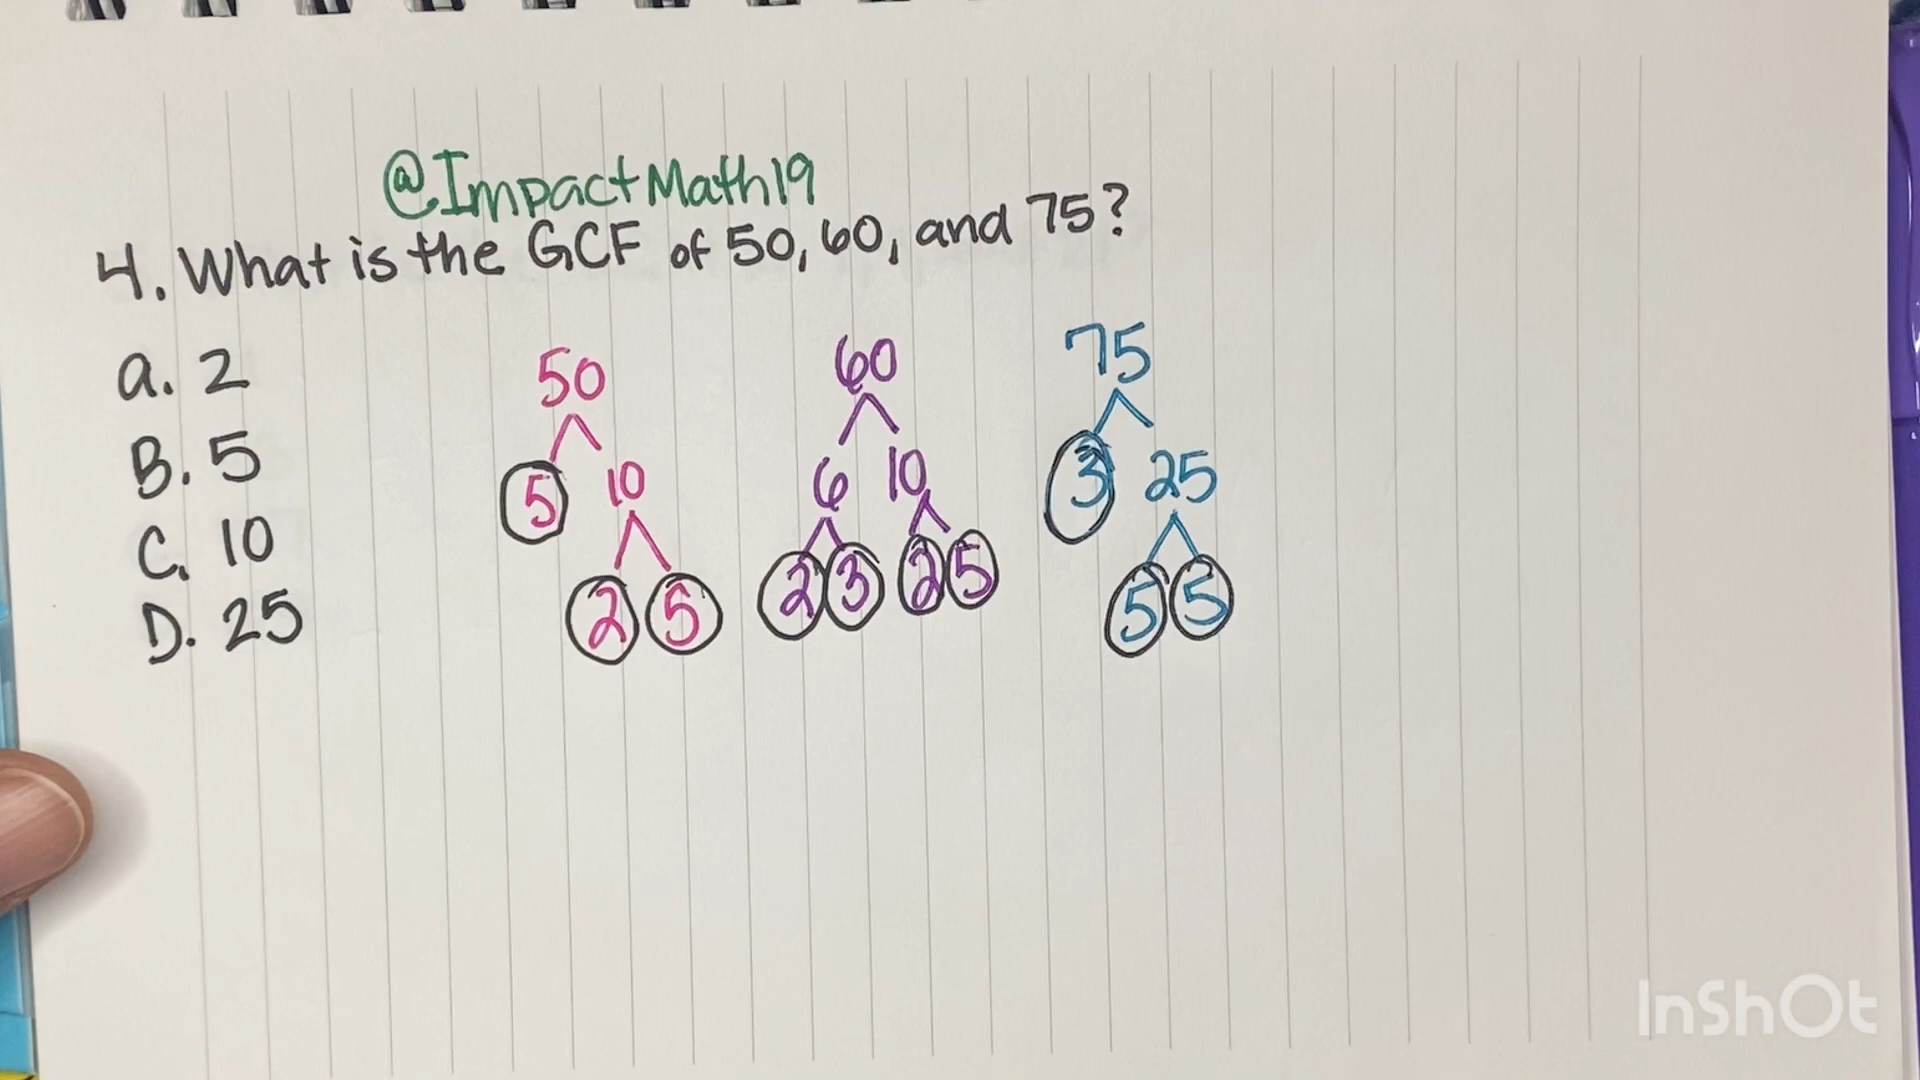 @ImpactMath19
4. What is the GCF of 50, 60, and 75?
a. 2
B. 5
C. 10
D. 25
50
5 10
2 5
60
6 10
2 3 2 5
75
3 25
5 5
InShOt